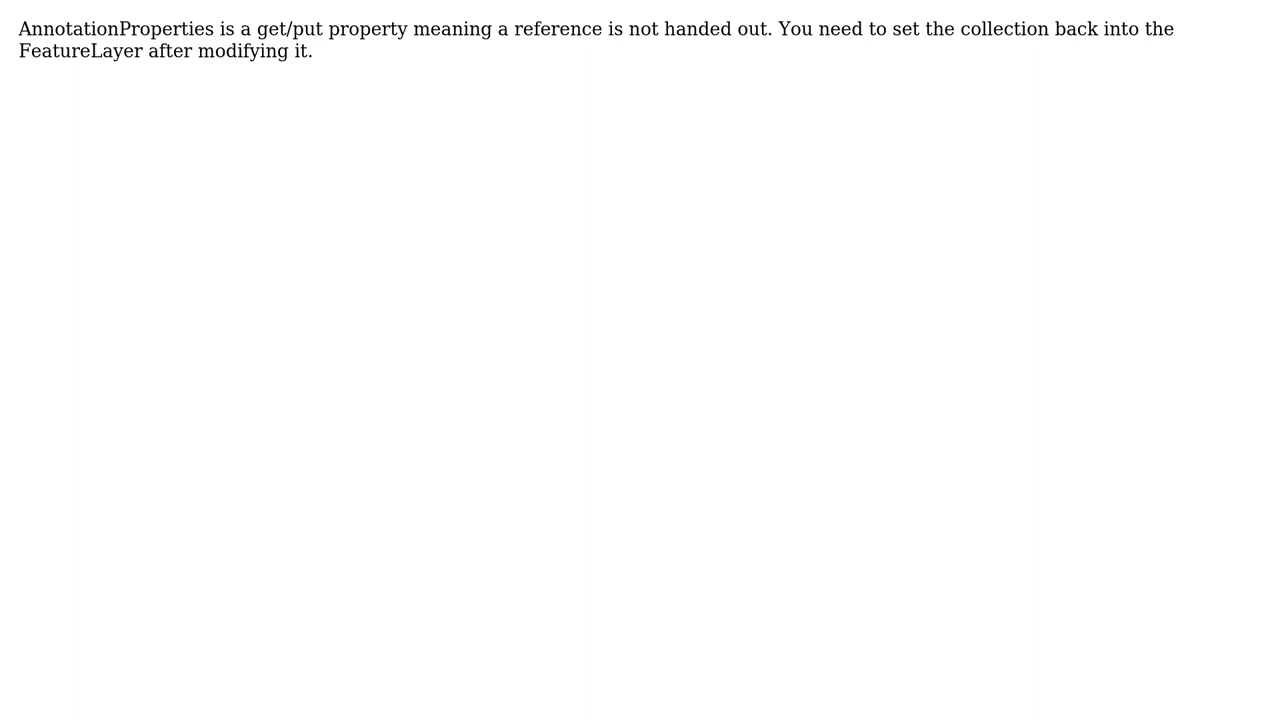 AnnotationProperties is a get/put property meaning a reference is not handed out. You need to set the collection back into the
FeatureLayer after modifying it.